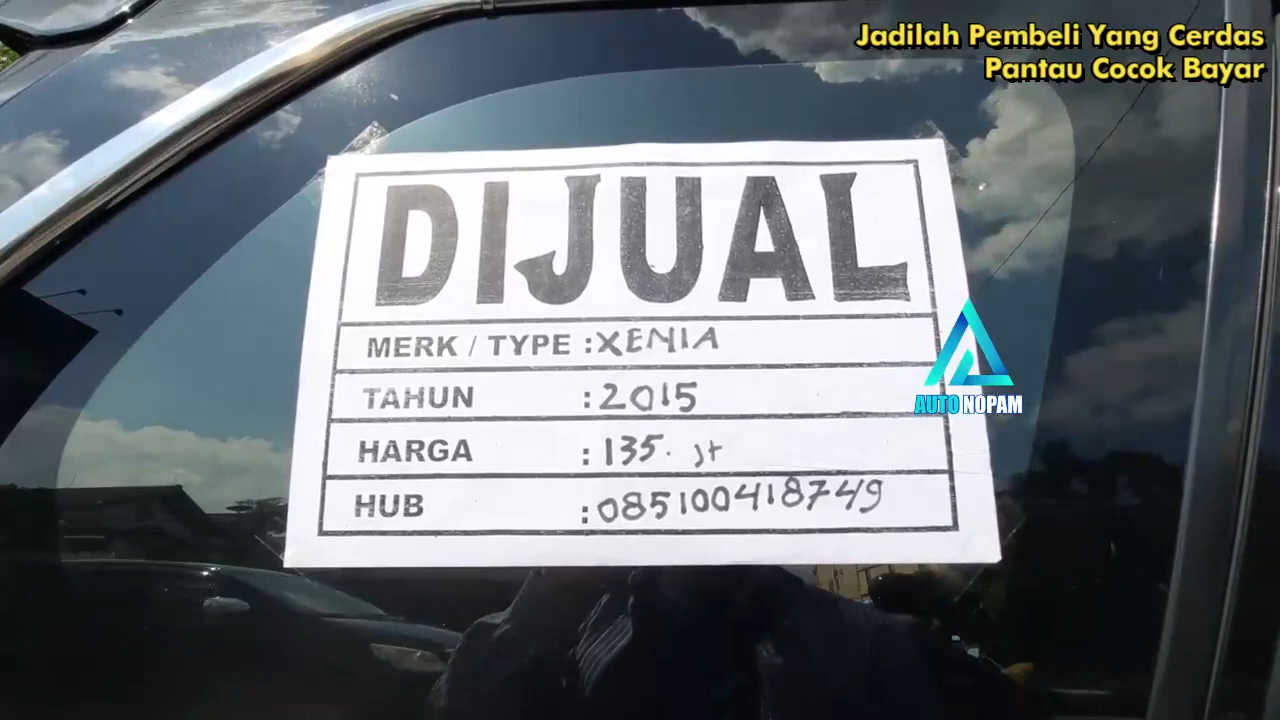 Jadilah Pembeli Yang Cerdas
Pantau Cocok Bayar
DIJUAL
MERK / TYPE : XENIA
TAHUN : 2015
HARGA : 135. jt
HUB : 085100418749
AUTO NOPAM